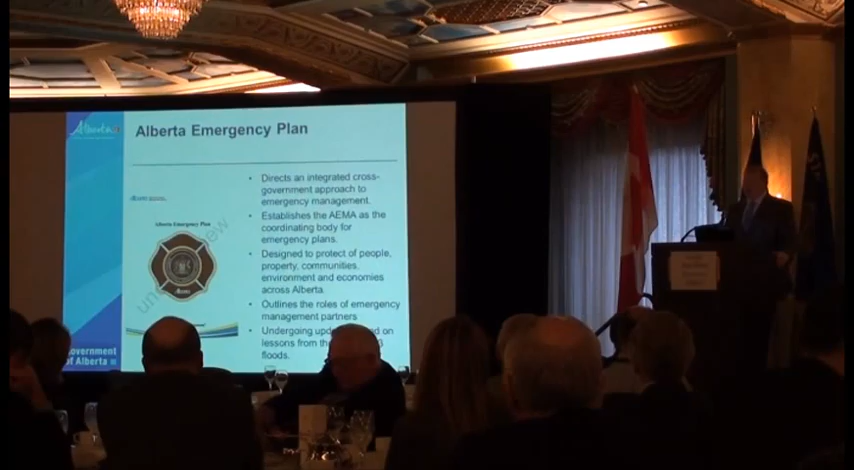 Alberta
Alberta Emergency Plan
• Directs an integrated cross-
government approach to
emergency management.
• Establishes the AEMA as the
coordinating body for
emergency plans.
• Designed to protect of people,
property, communities,
environment and economies
across Alberta.
• Outlines the roles of emergency
management partners
• Undergoing on
lessons from
floods.
Alberta Emergency Plan
Government
of Alberta